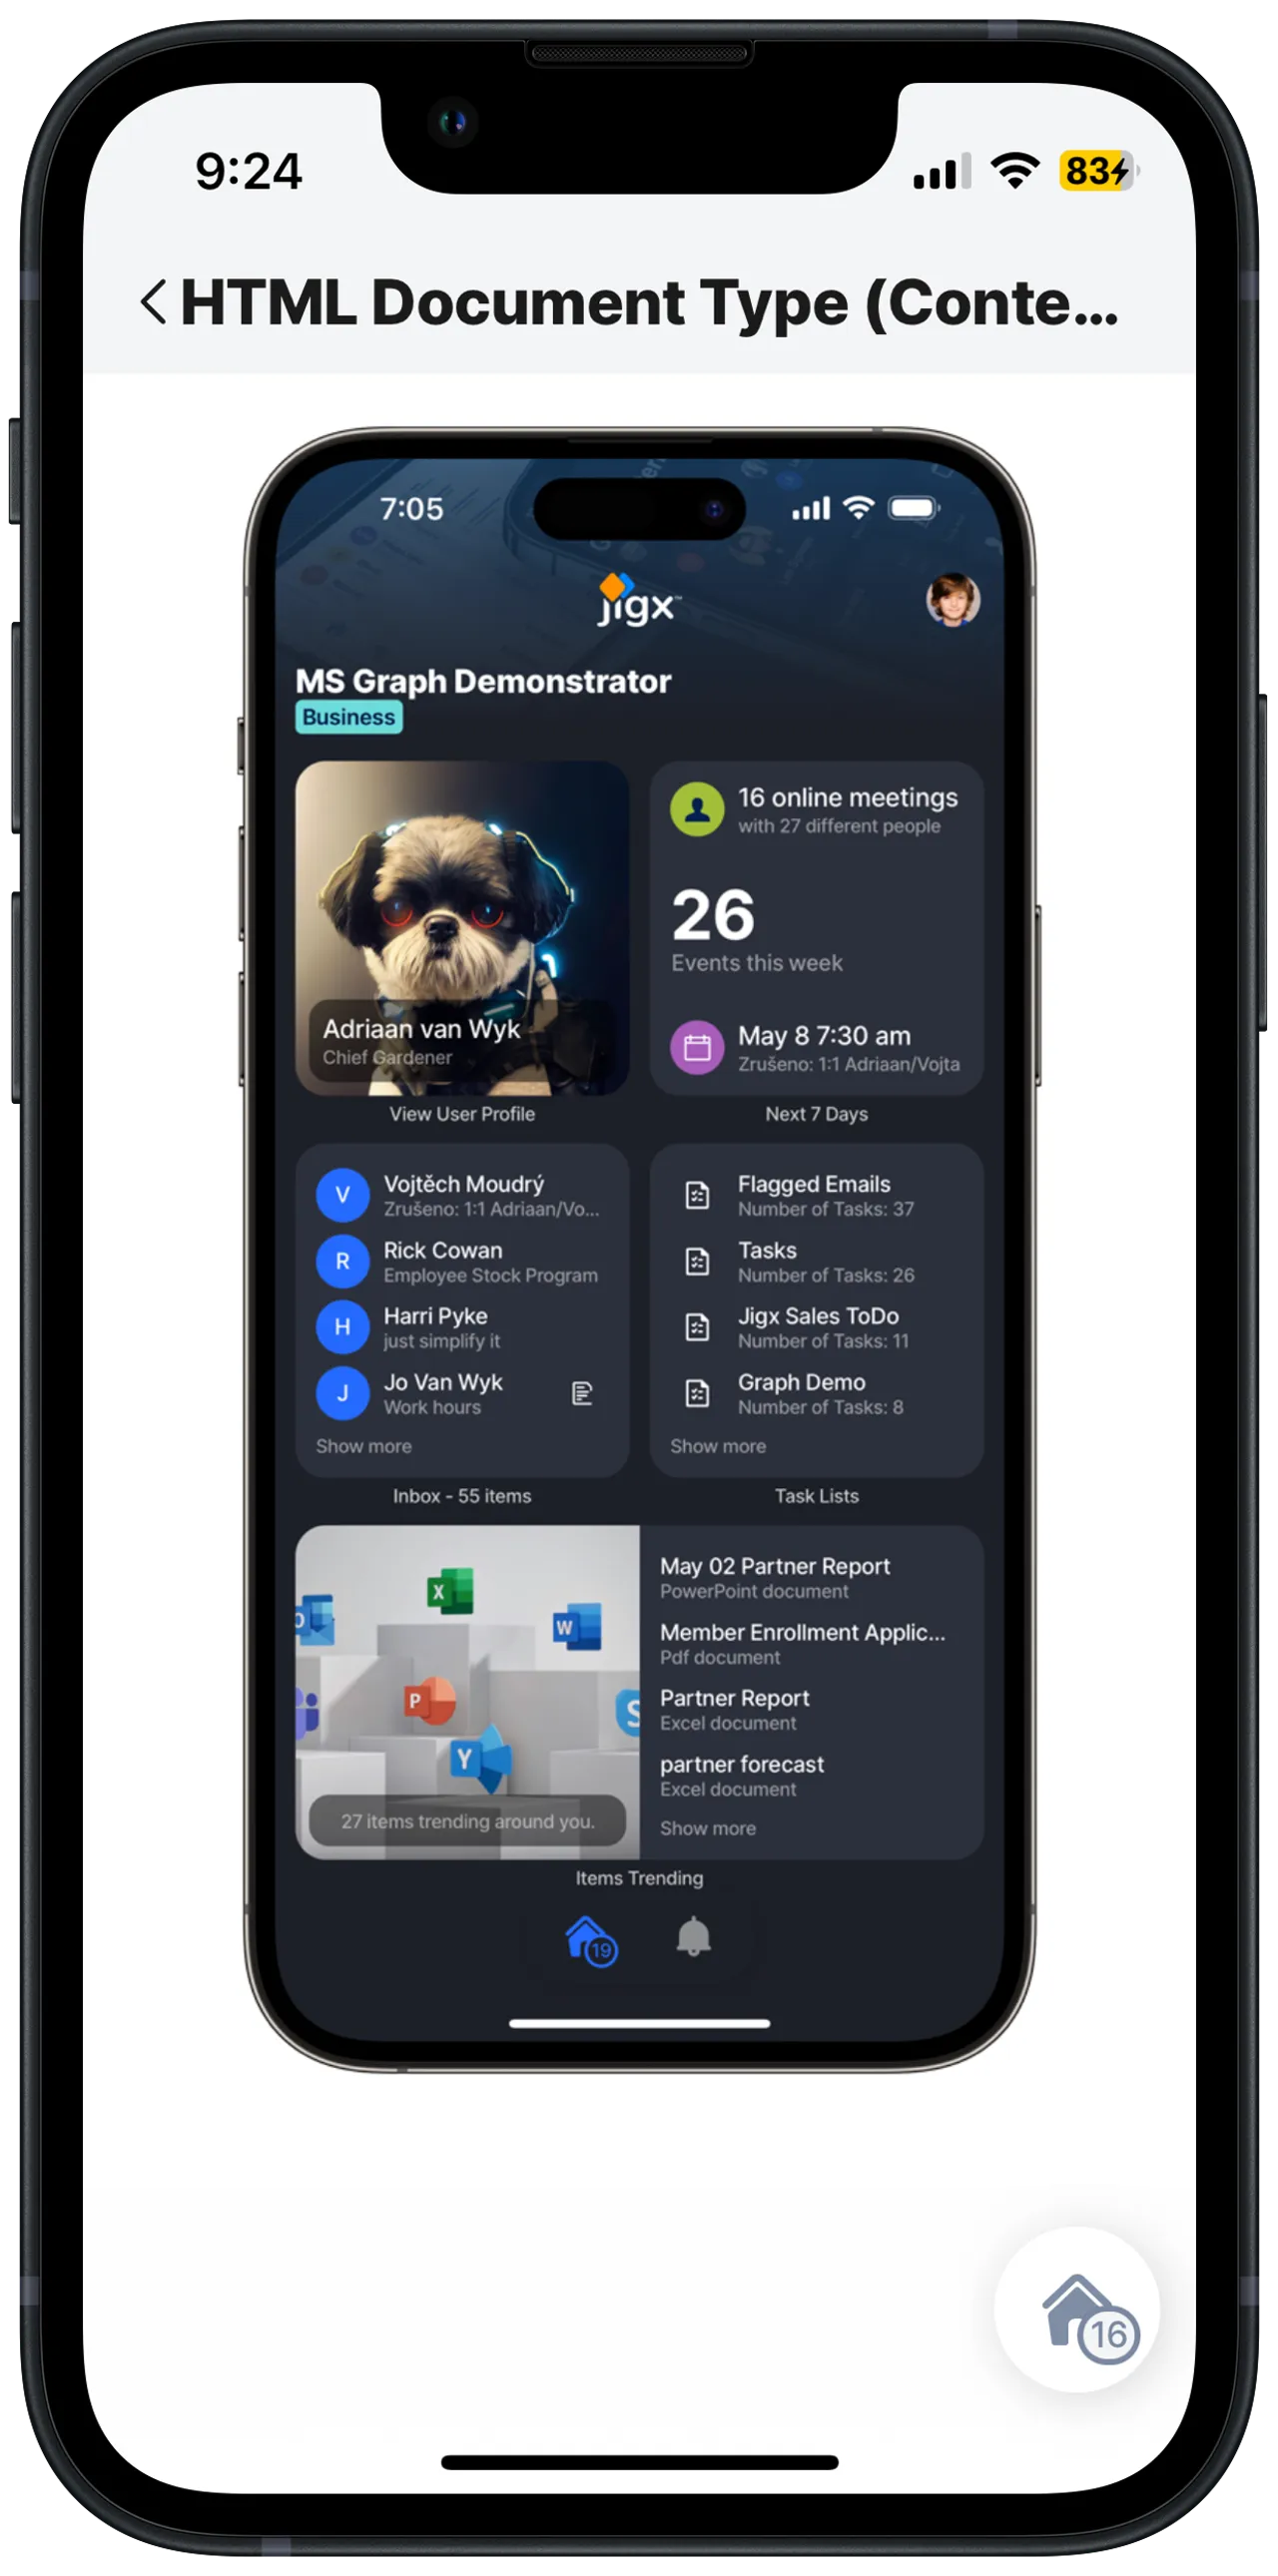 9:24
83
HTML Document Type (Conte...
7:05
jigx™
MS Graph Demonstrator
Business
Adriaan van Wyk
Chief Gardener
View User Profile
16 online meetings
with 27 different people
26
Events this week
May 8 7:30 am
Zrušeno: 1:1 Adriaan/Vojta
Next 7 Days
V
Vojtěch Moudrý
Zrušeno: 1:1 Adriaan/Vo...
R
Rick Cowan
Employee Stock Program
H
Harri Pyke
just simplify it
J
Jo Van Wyk
Work hours
Show more
Inbox - 55 items
Flagged Emails
Number of Tasks: 37
Tasks
Number of Tasks: 26
Jigx Sales ToDo
Number of Tasks: 11
Graph Demo
Number of Tasks: 8
Show more
Task Lists
X
W
P
S
Y
27 items trending around you.
May 02 Partner Report
PowerPoint document
Member Enrollment Applic...
Pdf document
Partner Report
Excel document
partner forecast
Excel document
Show more
Items Trending
19
16